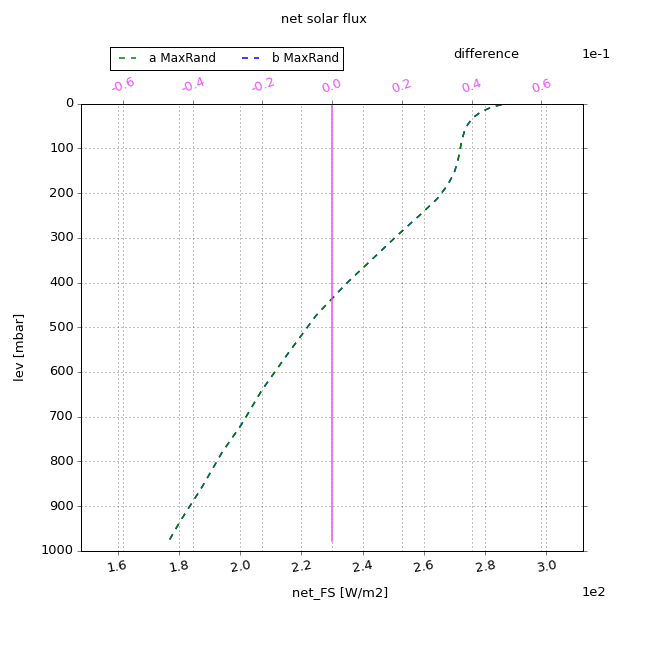 net solar flux
a MaxRand b MaxRand difference 1e-1
-0.6 -0.4 -0.2 0.0 0.2 0.4 0.6
0
100
200
300
400
500
600
700
800
900
1000
lev [mbar]
1.6 1.8 2.0 2.2 2.4 2.6 2.8 3.0
net_FS [W/m2] 1e2